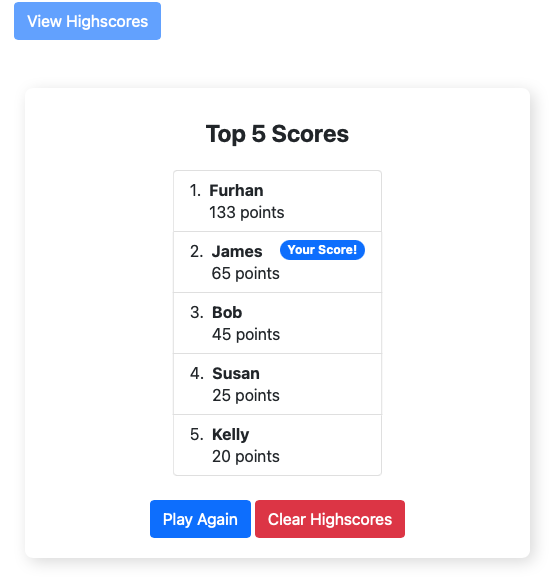 View Highscores
Top 5 Scores
1. Furhan
133 points
2. James Your Score!
65 points
3. Bob
45 points
4. Susan
25 points
5. Kelly
20 points
Play Again Clear Highscores